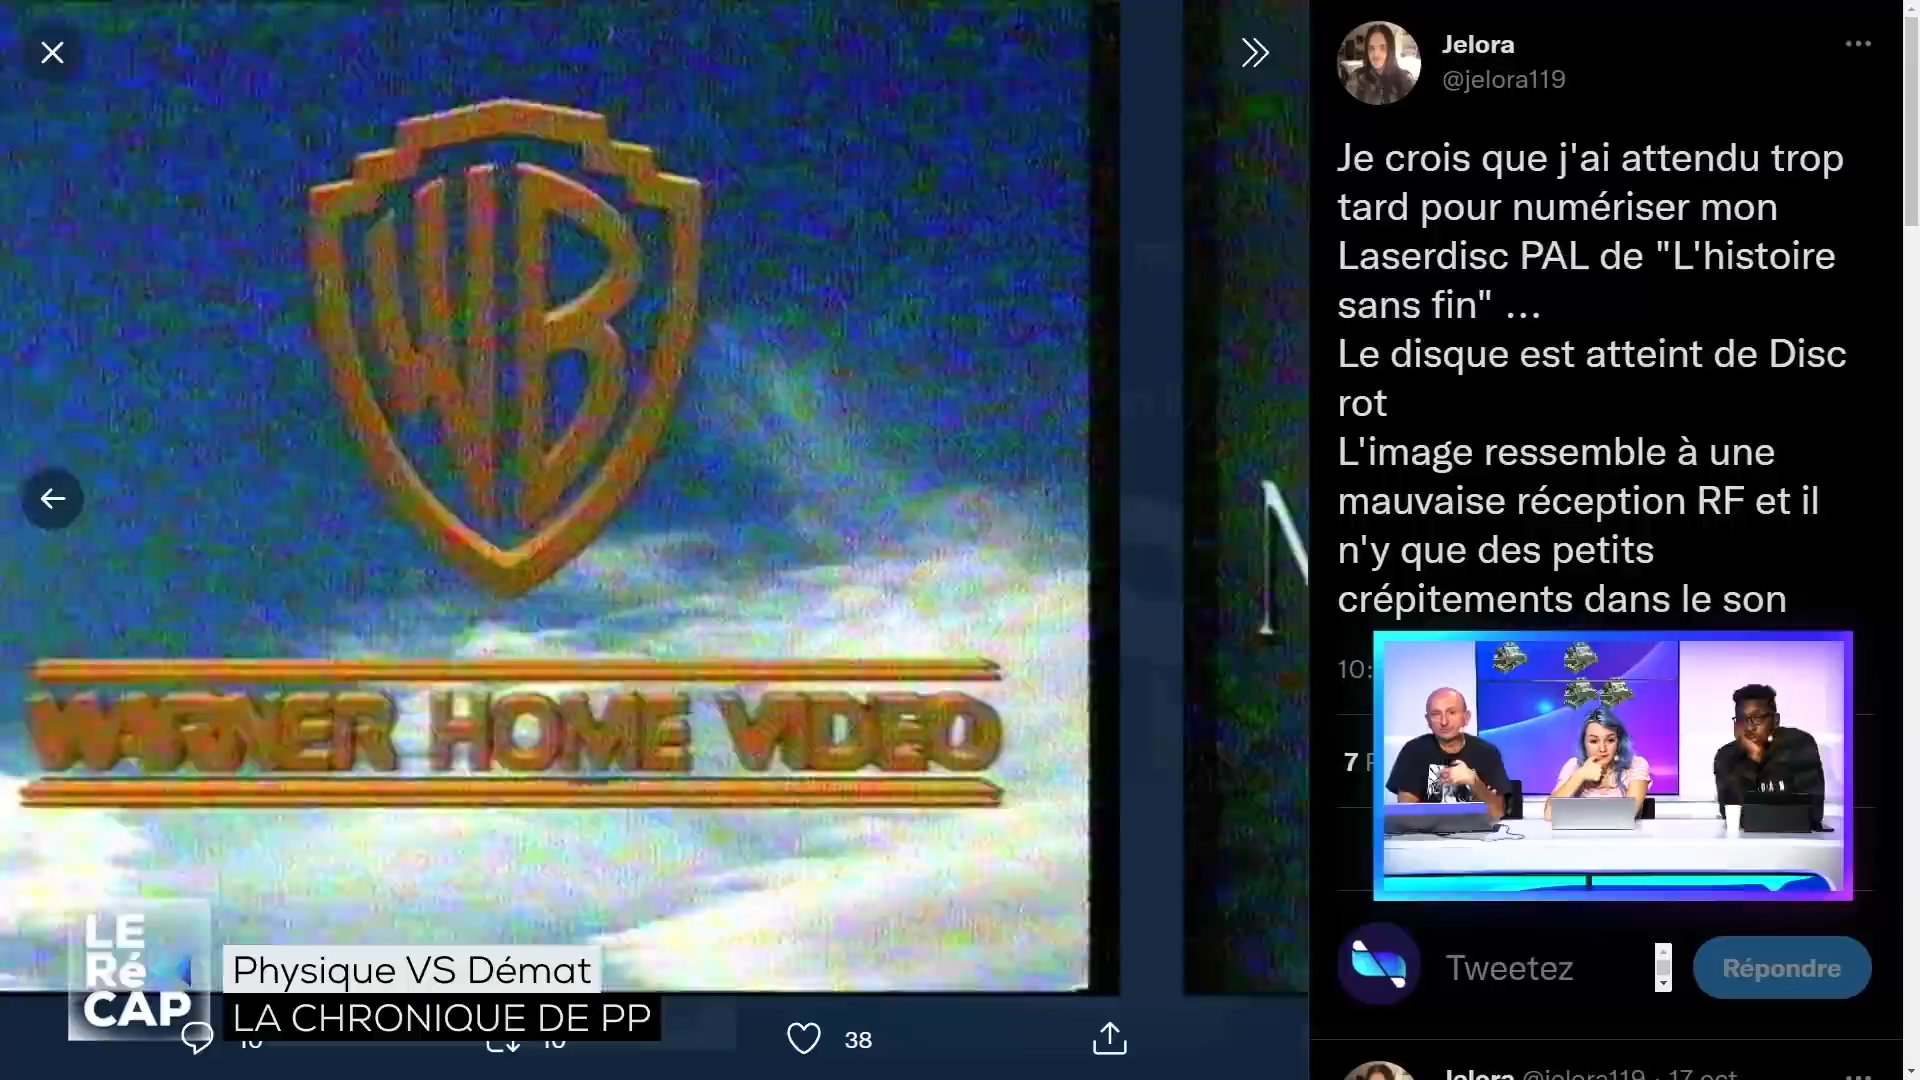 Jelora
@jelora119
Je crois que j'ai attendu trop
tard pour numériser mon
Laserdisc PAL de "L'histoire
sans fin" ...
Le disque est atteint de Disc
rot
L'image ressemble à une
mauvaise réception RF et il
n'y que des petits
crépitements dans le son
10:
7
WB
WARNER HOME VIDEO
N
LE
Ré
CAP
Physique VS Démat
LA CHRONIQUE DE PP
38
Tweetez
Répondre
Jelora @jelora119 · 17 oct